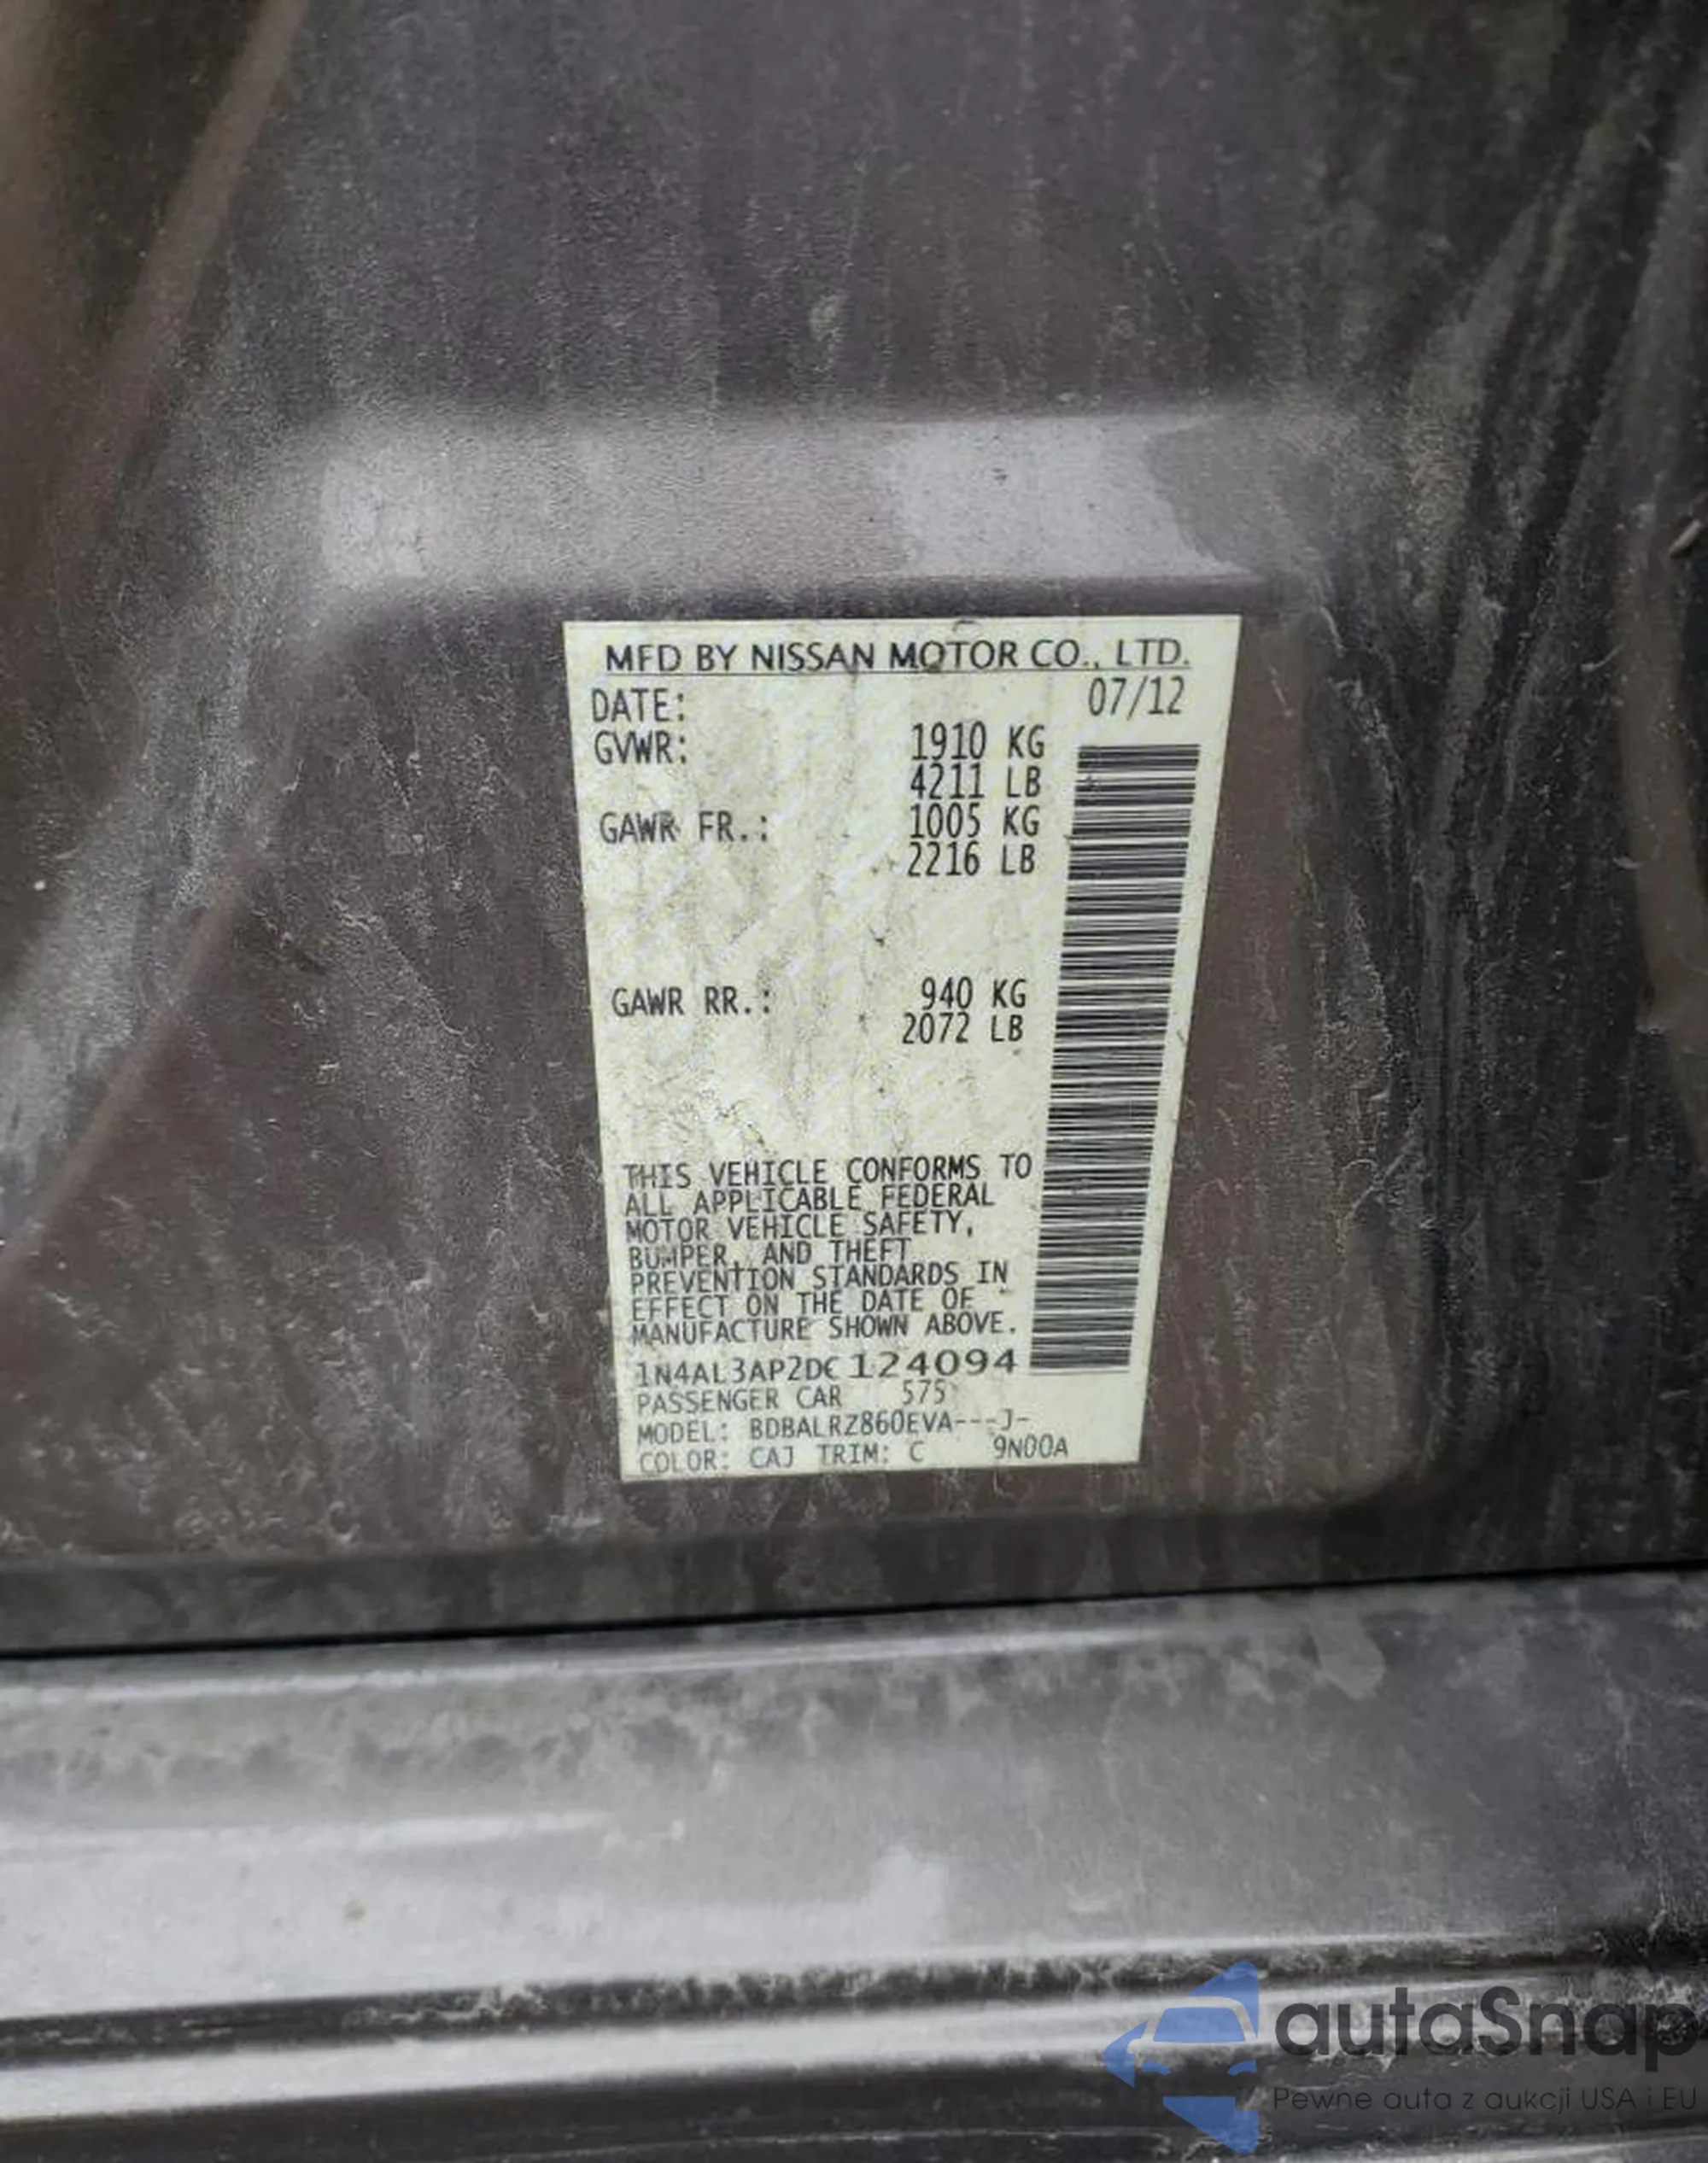 MFD BY NISSAN MOTOR CO., LTD.
DATE: 07/12
GVWR: 1910 KG
4211 LB
GAWR FR.: 1005 KG
2216 LB
GAWR RR.: 940 KG
2072 LB
THIS VEHICLE CONFORMS TO
ALL APPLICABLE FEDERAL
MOTOR VEHICLE SAFETY,
BUMPER, AND THEFT
PREVENTION STANDARDS IN
EFFECT ON THE DATE OF
MANUFACTURE SHOWN ABOVE.
1N4AL3AP2DC124094
PASSENGER CAR 575
MODEL: BDBALRZ860EVA---J-
COLOR: CAJ TRIM: C 9N00A
autaSnap
Pewne auta z aukcji USA i EU